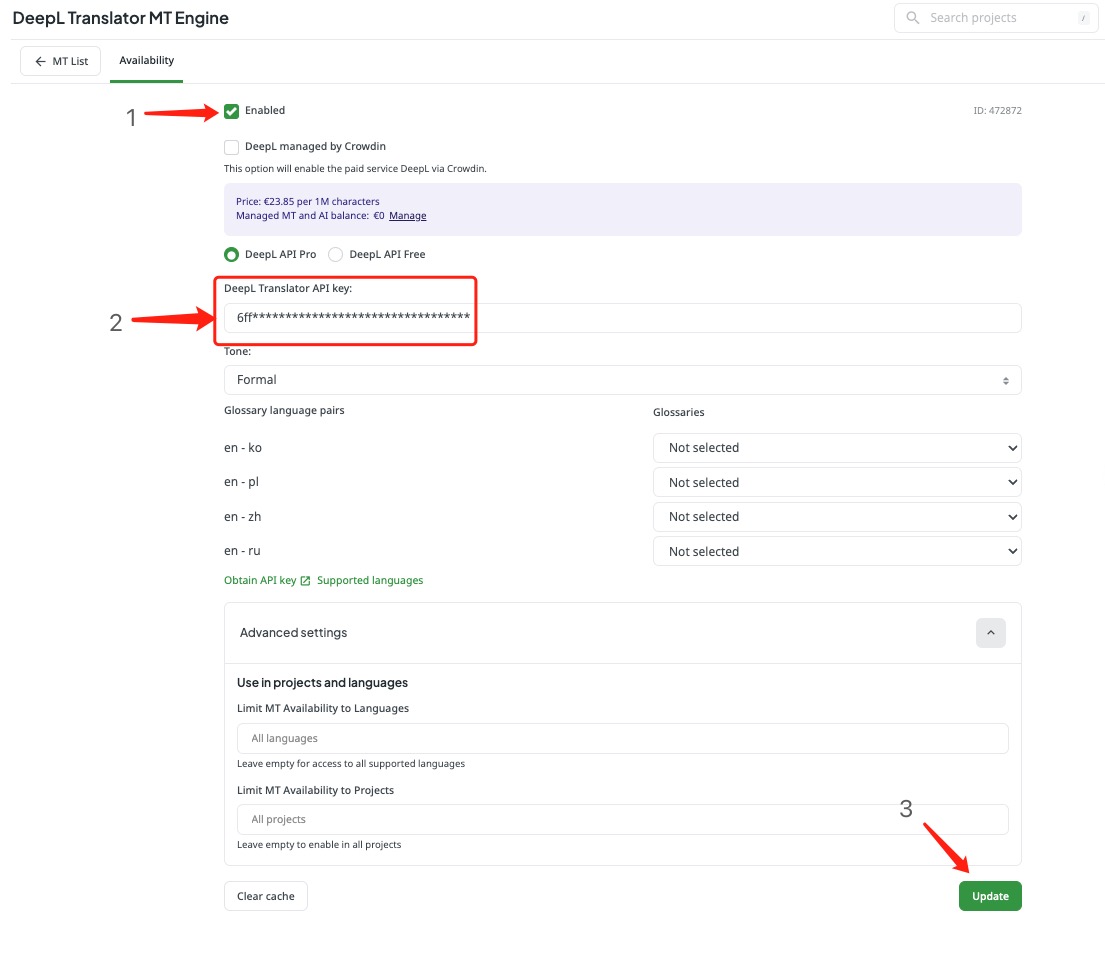 DeepL Translator MT Engine
Search projects /
← MT List
Availability
1
Enabled
ID: 472872
DeepL managed by Crowdin
This option will enable the paid service DeepL via Crowdin.
Price: €23.85 per 1M characters
Managed MT and AI balance: €0 Manage
DeepL API Pro
DeepL API Free
DeepL Translator API key:
2
6ff*********************************
Tone:
Formal
Glossary language pairs
Glossaries
en - ko
Not selected
en - pl
Not selected
en - zh
Not selected
en - ru
Not selected
Obtain API key
Supported languages
Advanced settings
Use in projects and languages
Limit MT Availability to Languages
All languages
Leave empty for access to all supported languages
Limit MT Availability to Projects
3
All projects
Leave empty to enable in all projects
Clear cache
Update